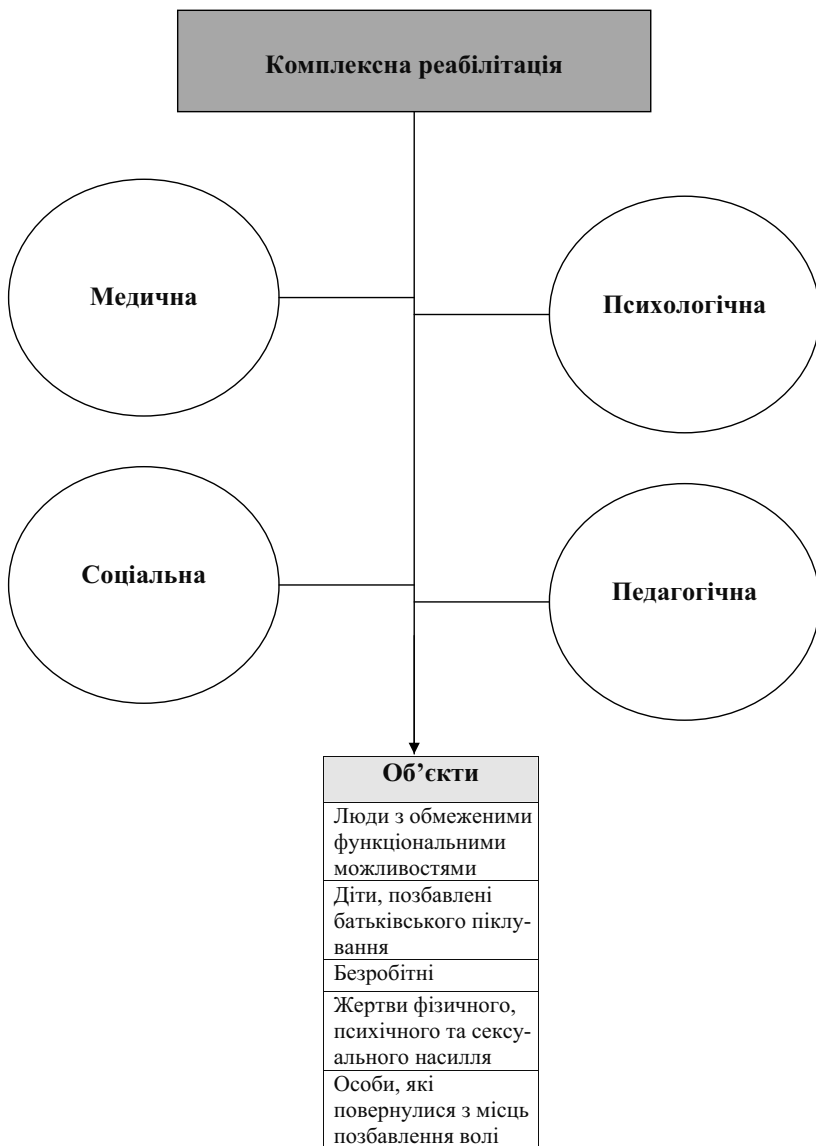 Комплексна реабілітація
Медична
Психологічна
Соціальна
Педагогічна
Об’єкти
Люди з обмеженими
функціональними
можливостями
Діти, позбавлені
батьківського піклу-
вання
Безробітні
Жертви фізичного,
психічного та сексу-
ального насилля
Особи, які
повернулися з місць
позбавлення волі